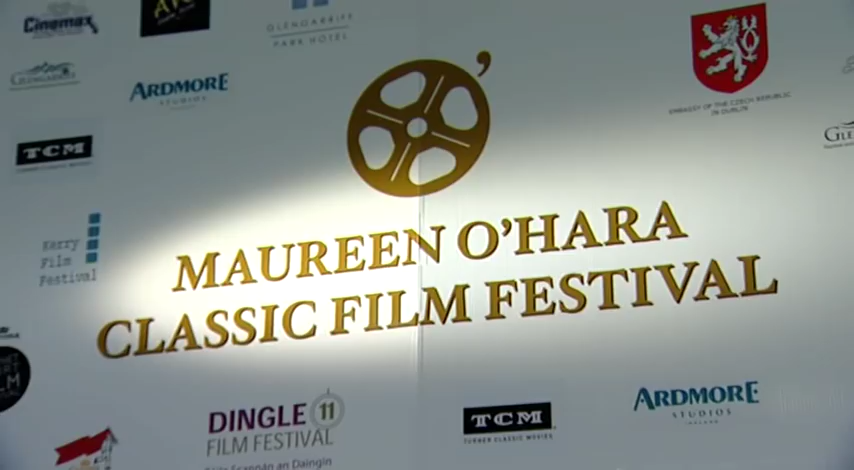 Cinemax
GLENGARRIFF
PARK HOTEL
ARDMORE
STUDIOS
EMBASSY OF THE CZECH REPUBLIC
IN DUBLIN
TCM
Kerry
Film
Festival
MAUREEN O'HARA
CLASSIC FILM FESTIVAL
DINGLE 11
FILM FESTIVAL
TCM
TURNER CLASSIC MOVIES
ARDMORE
STUDIOS
IRELAND